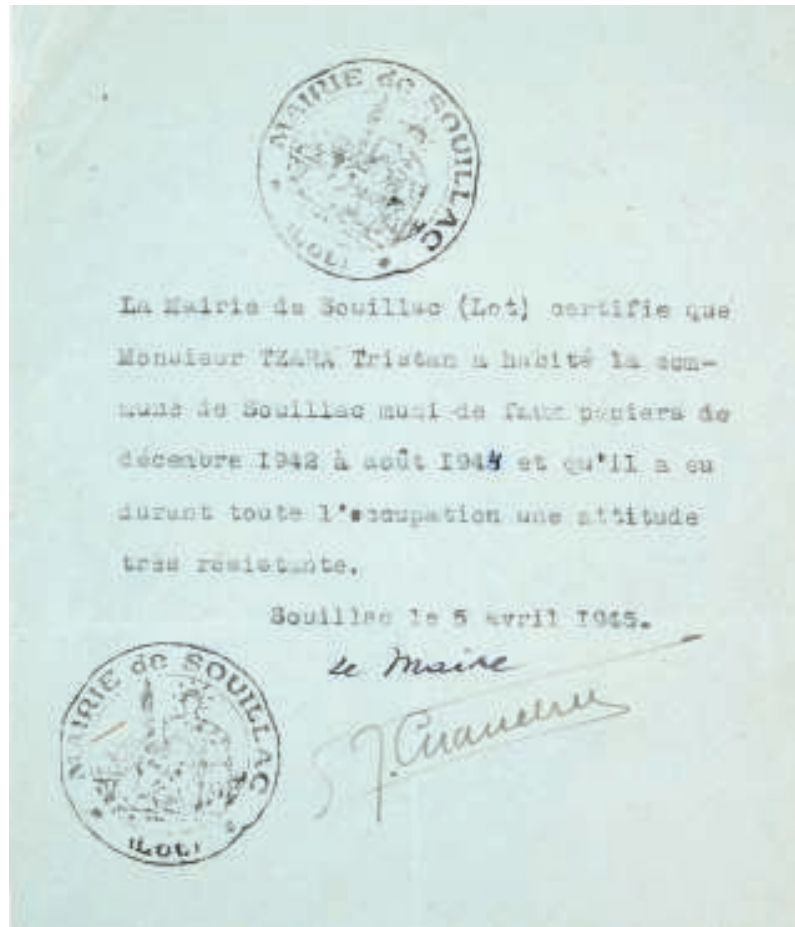 MAIRIE de SOUILLAC
(LOT)
La Mairie de Souillac (Lot) certifie que
Monsieur TZARA Tristan a habité la com-
mune de Souillac muni de faux papiers de
décembre 1942 à août 1944 et qu'il a eu
durant toute l'occupation une attitude
tres résistante.
Souillac le 5 avril 1945.
Le Maire
MAIRIE de SOUILLAC
(LOT)